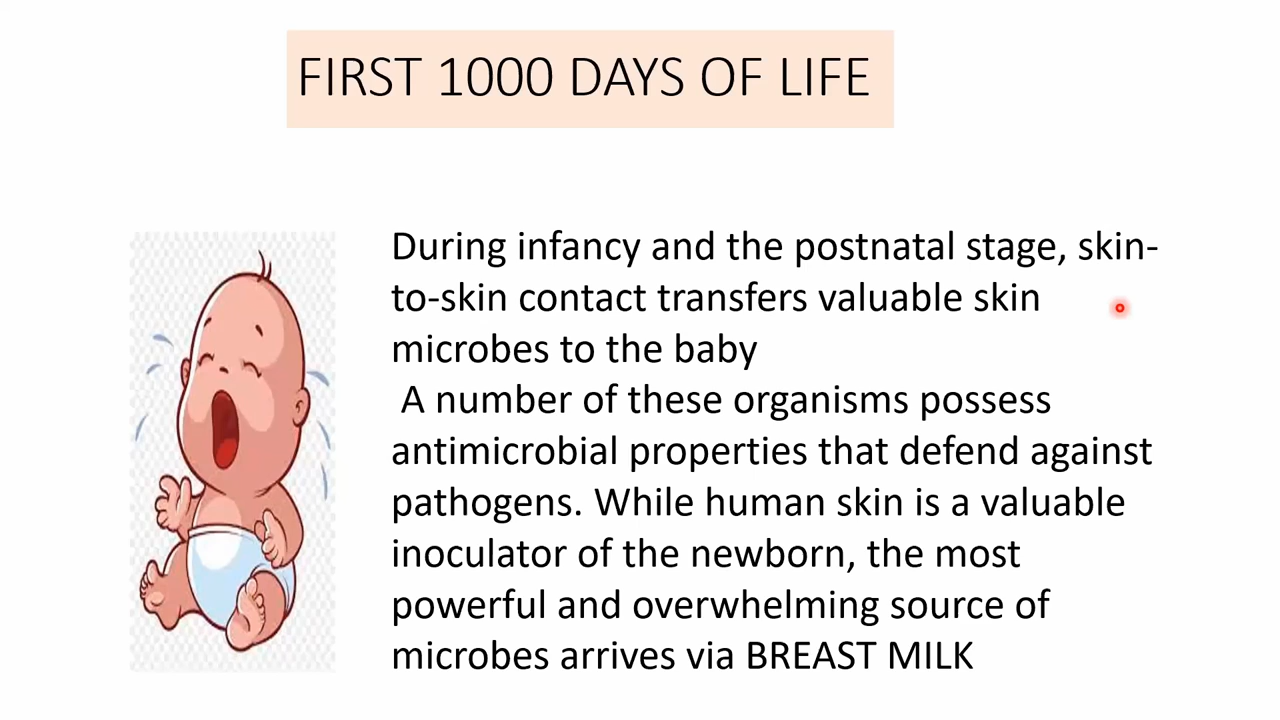 FIRST 1000 DAYS OF LIFE
During infancy and the postnatal stage, skin-
to-skin contact transfers valuable skin
microbes to the baby
A number of these organisms possess
antimicrobial properties that defend against
pathogens. While human skin is a valuable
inoculator of the newborn, the most
powerful and overwhelming source of
microbes arrives via BREAST MILK